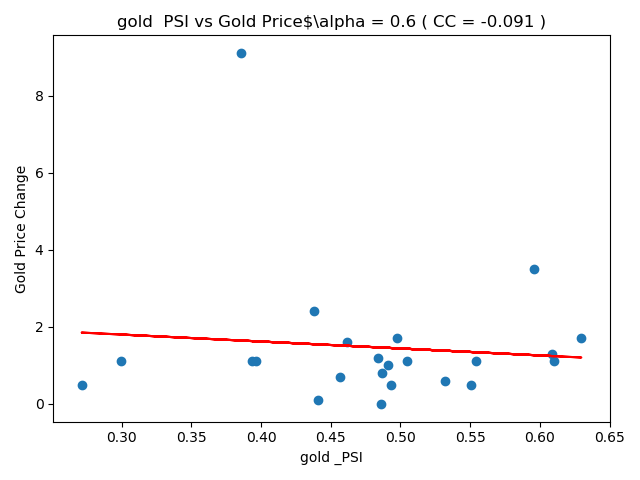 gold  PSI vs Gold Price$\alpha = 0.6 ( CC = -0.091 )
8
6
4
2
0
Gold Price Change
0.30 0.35 0.40 0.45 0.50 0.55 0.60 0.65
gold _PSI